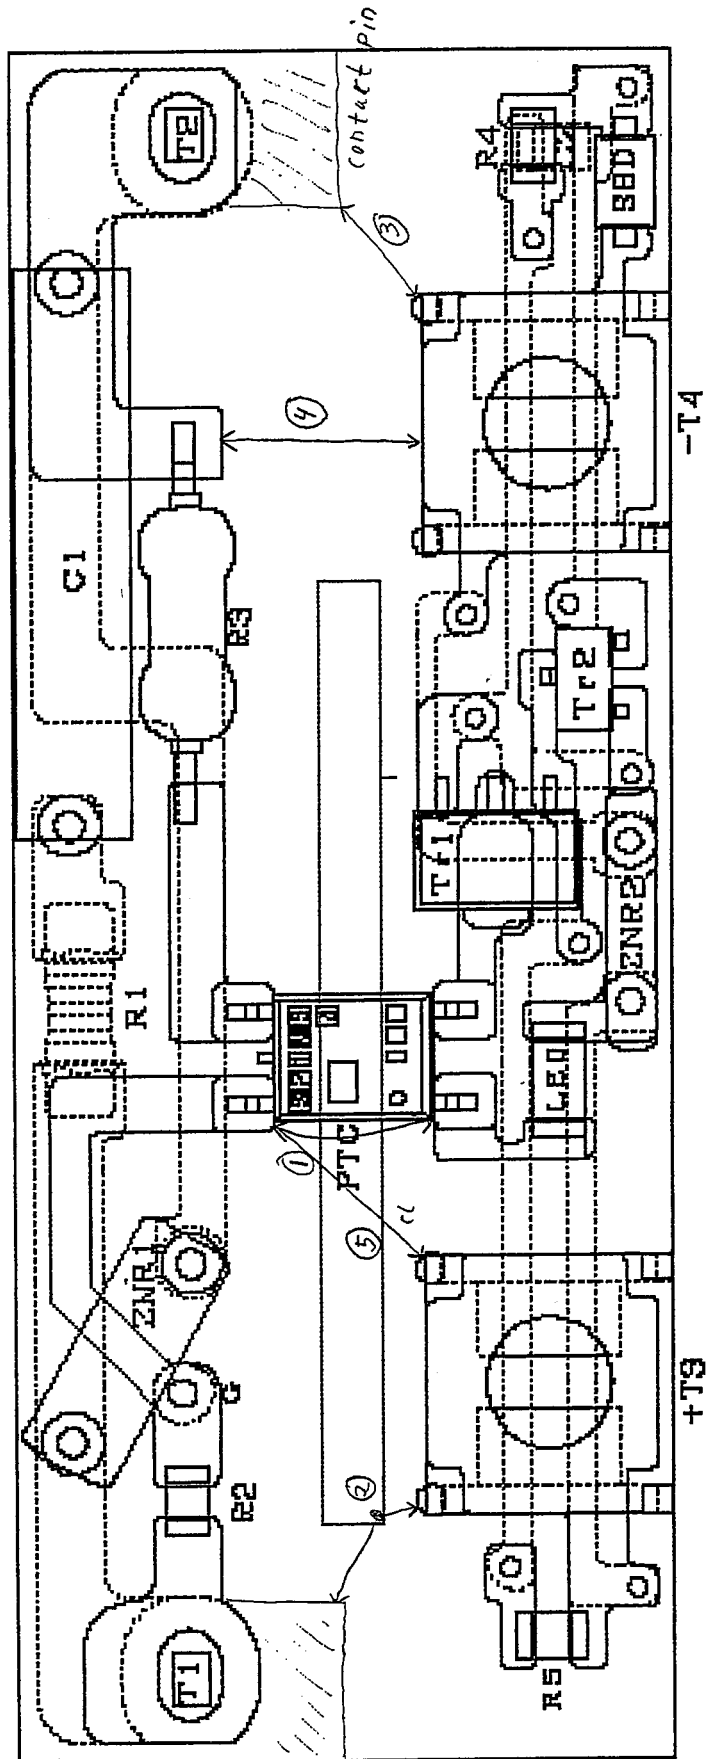 contact pin
T2
R4
SBD
③
④
-T4
C1
R3
Tr2
Tr1
ZNR2
R1
LED
PTC
①
cl
⑤
ZNR1
G
②
R2
+T3
T1
R5